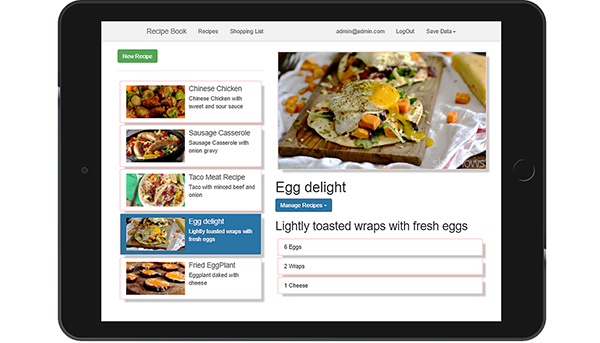 Recipe Book Recipes Shopping List admin@admin.com LogOut Save Data
New Recipe
Chinese Chicken
Chinese Chicken with
sweet and sour sauce
Sausage Casserole
Sausage Casserole with
onion gravy
Taco Meat Recipe
Taco with minced beef and
onion
Egg delight
Lightly toasted wraps with
fresh eggs
Fried EggPlant
Eggplant daked with
cheese
Egg delight
Manage Recipes
Lightly toasted wraps with fresh eggs
6 Eggs
2 Wraps
1 Cheese